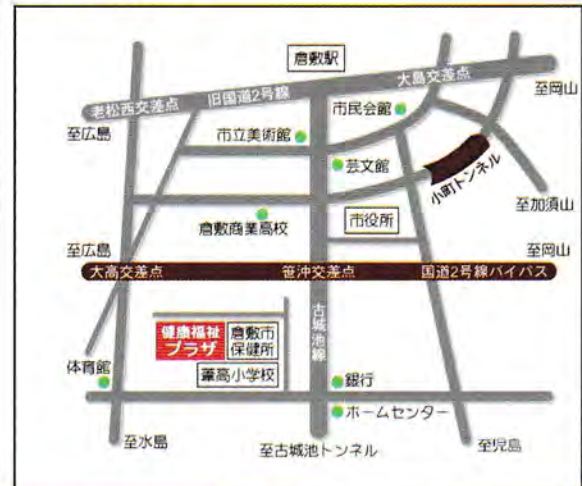 倉敷駅
大島交差点
至岡山
老松西交差点
旧国道2号線
市民会館
至広島
市立美術館
芸文館
小町トンネル
至加須山
倉敷商業高校
市役所
至広島
至岡山
大高交差点
笹沖交差点
国道2号線バイパス
古城池線
健康福祉
プラザ
倉敷市
保健所
葦高小学校
体育館
銀行
ホームセンター
至水島
至古城池トンネル
至児島